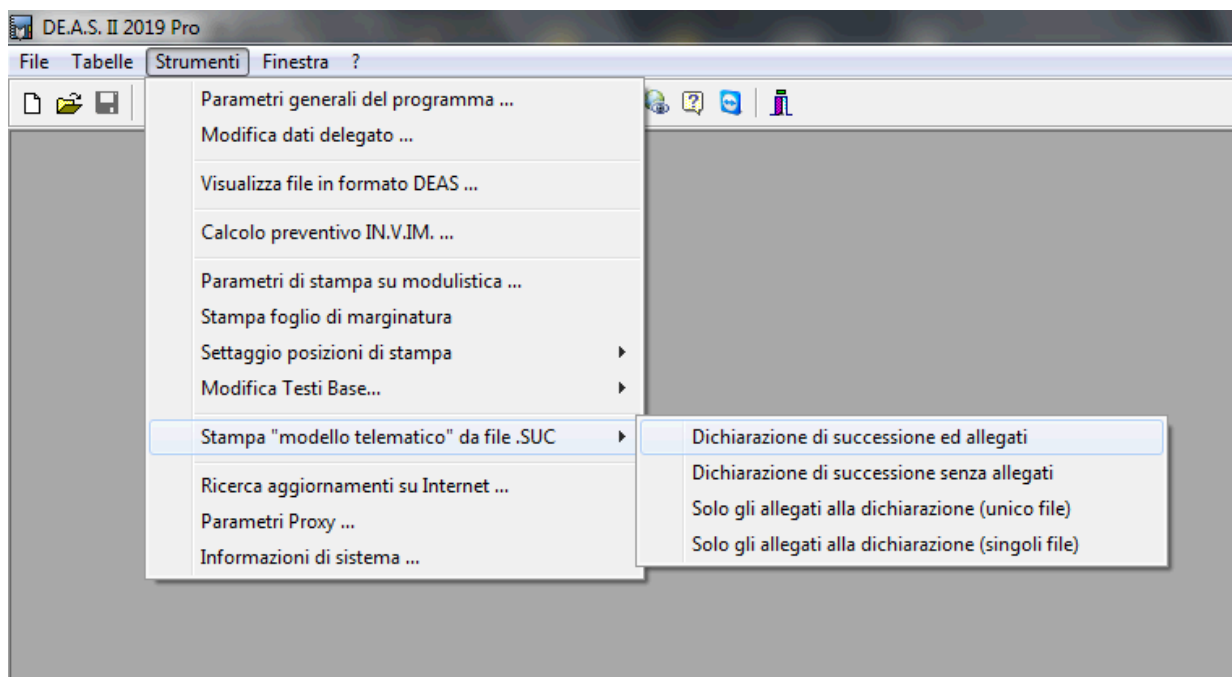 DE.A.S. II 2019 Pro
File Tabelle Strumenti Finestra ?
Parametri generali del programma ...
Modifica dati delegato ...
Visualizza file in formato DEAS ...
Calcolo preventivo IN.V.IM. ...
Parametri di stampa su modulistica ...
Stampa foglio di marginatura
Settaggio posizioni di stampa
Modifica Testi Base...
Stampa "modello telematico" da file .SUC
Dichiarazione di successione ed allegati
Dichiarazione di successione senza allegati
Solo gli allegati alla dichiarazione (unico file)
Solo gli allegati alla dichiarazione (singoli file)
Ricerca aggiornamenti su Internet ...
Parametri Proxy ...
Informazioni di sistema ...